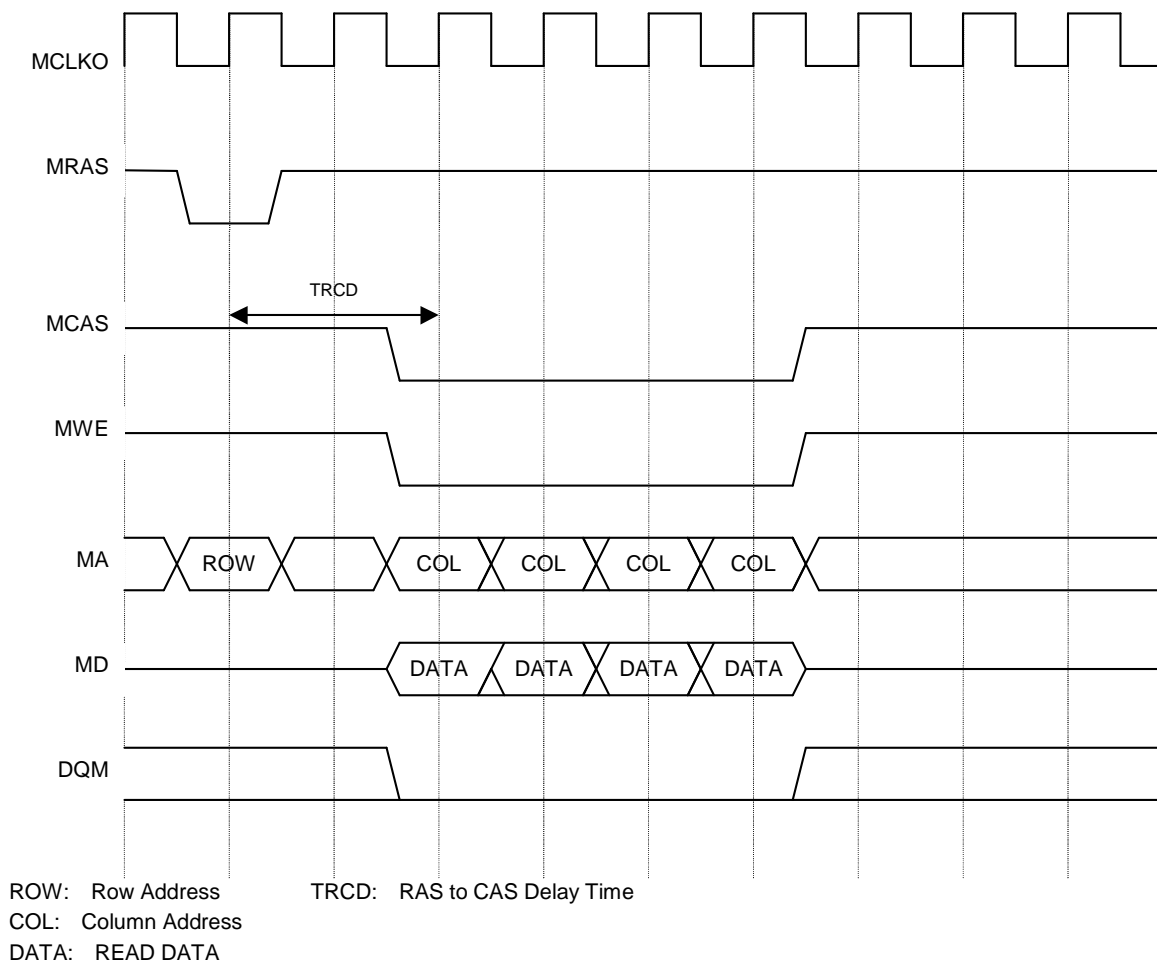 MCLKO
MRAS
TRCD
MCAS
MWE
MA ROW COL COL COL COL
MD DATA DATA DATA DATA
DQM
ROW: Row Address TRCD: RAS to CAS Delay Time
COL: Column Address
DATA: READ DATA